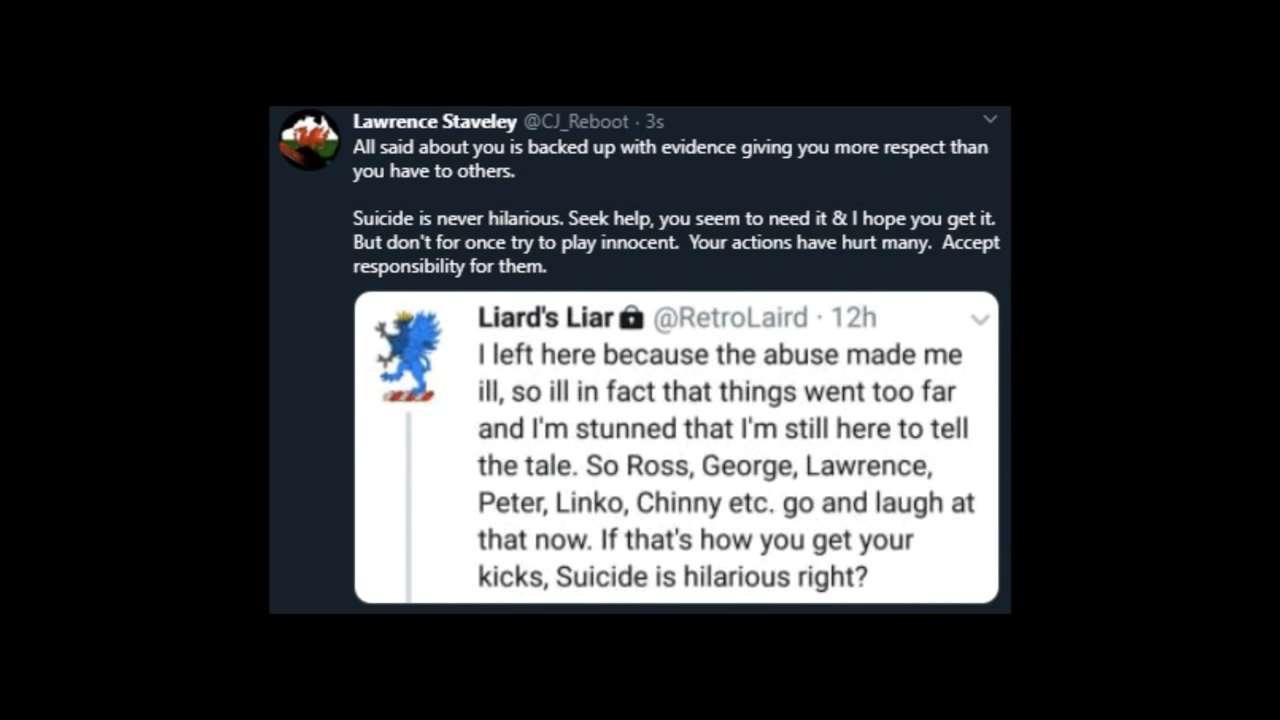 Lawrence Staveley @CJ_Reboot · 3s
All said about you is backed up with evidence giving you more respect than
you have to others.
Suicide is never hilarious. Seek help, you seem to need it & I hope you get it.
But don't for once try to play innocent.  Your actions have hurt many.  Accept
responsibility for them.
Liard's Liar @RetroLaird · 12h
I left here because the abuse made me
ill, so ill in fact that things went too far
and I'm stunned that I'm still here to tell
the tale. So Ross, George, Lawrence,
Peter, Linko, Chinny etc. go and laugh at
that now. If that's how you get your
kicks, Suicide is hilarious right?